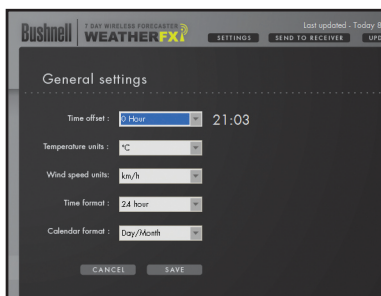 Bushnell 7 DAY WIRELESS FORECASTER Last updated - Today
WEATHERFXI SETTINGS SEND TO RECEIVER
General settings
Time offset : 0 Hour 21:03
Temperature units : °C
Wind speed units: km/h
Time format : 24 hour
Calendar format : Day/Month
CANCEL SAVE